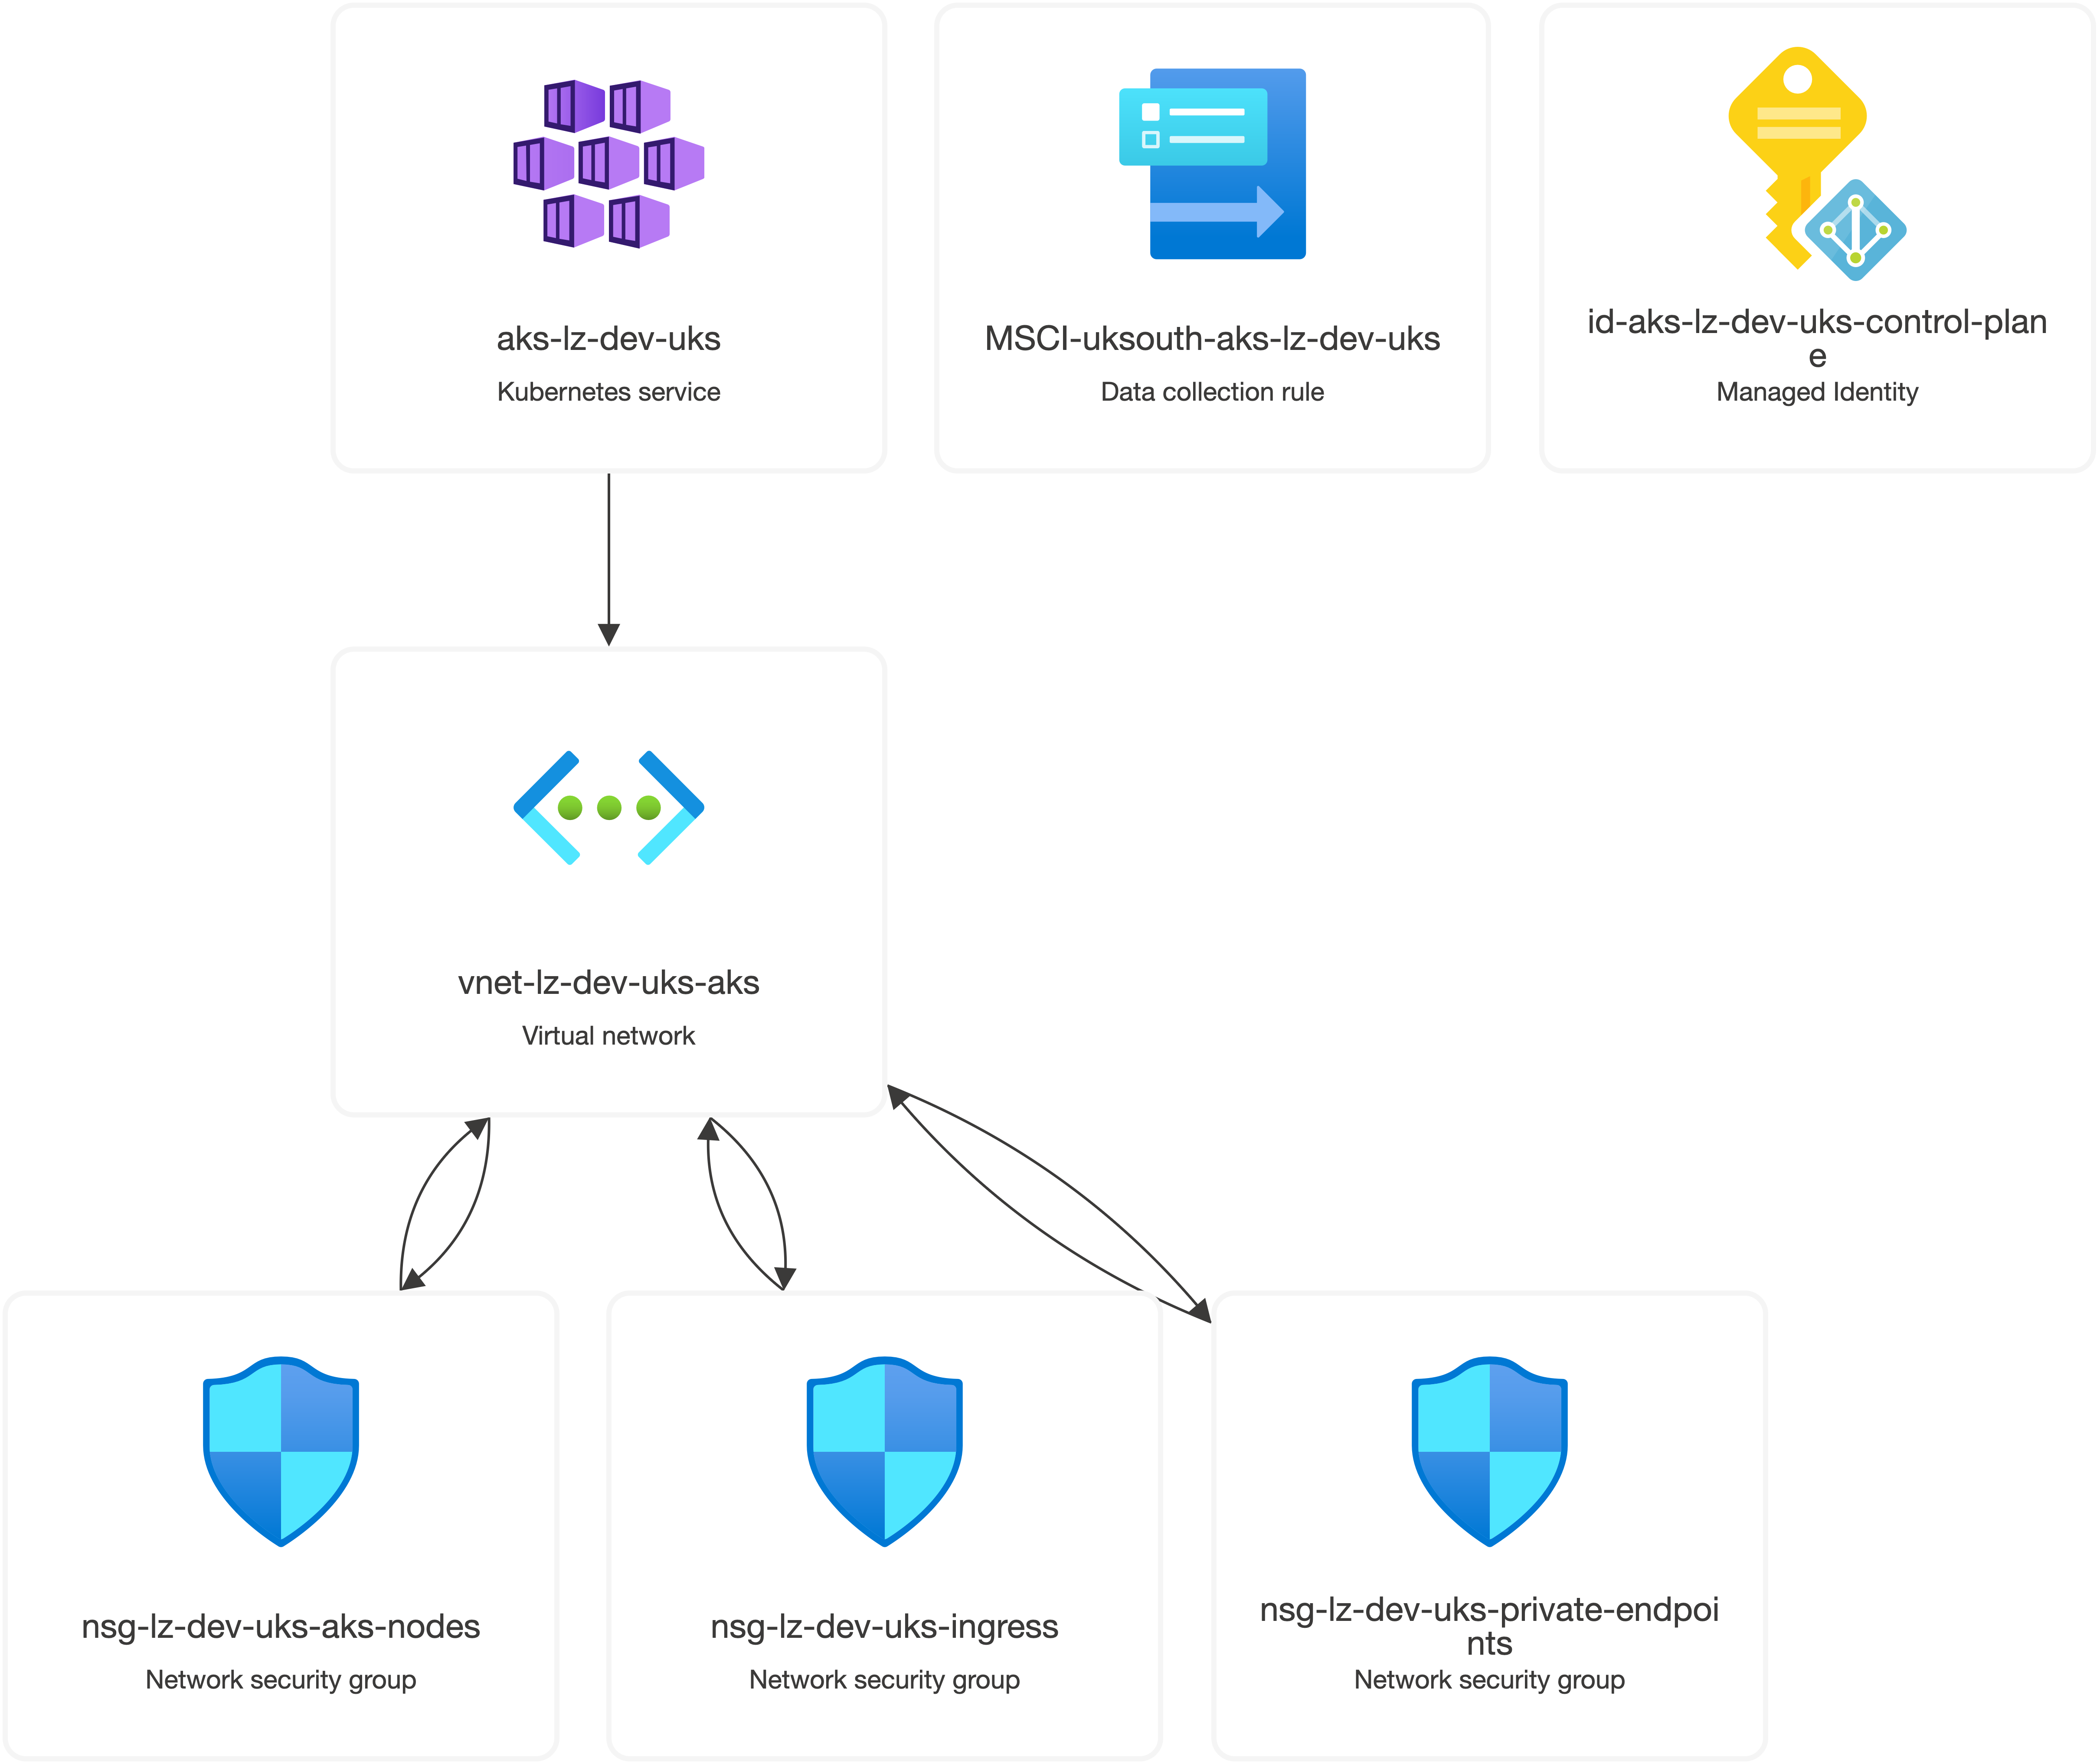 aks-lz-dev-uks
Kubernetes service
MSCI-uksouth-aks-lz-dev-uks
Data collection rule
id-aks-lz-dev-uks-control-plan
e
Managed Identity
vnet-lz-dev-uks-aks
Virtual network
nsg-lz-dev-uks-aks-nodes
Network security group
nsg-lz-dev-uks-ingress
Network security group
nsg-lz-dev-uks-private-endpoi
nts
Network security group